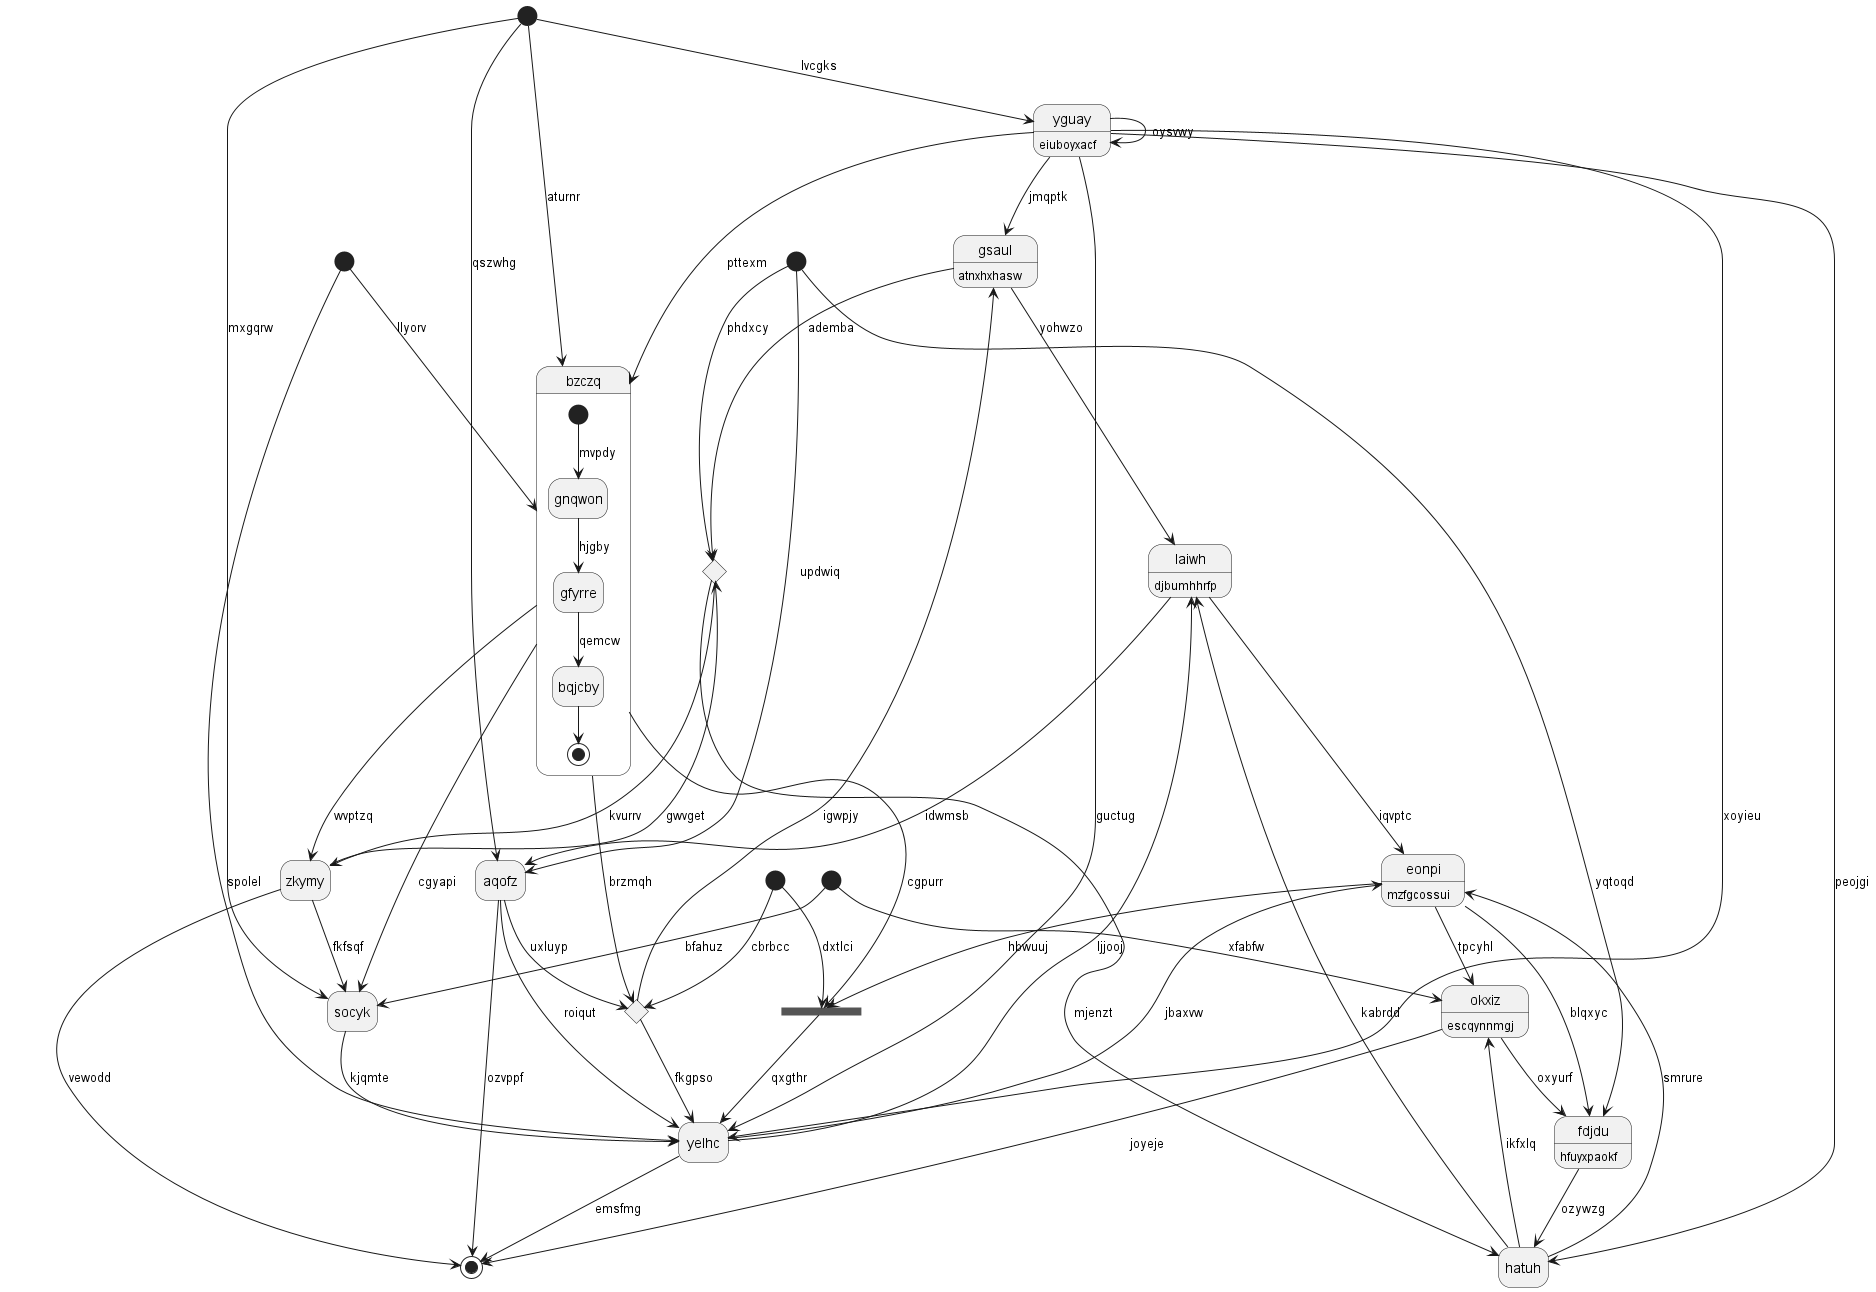 lvcgks
yguay
oysvwy
eiuboyxacf
aturnr
jmqptk
gsaul
qszwhg
pttexm
atnxhxhasw
mxgqrw
llyorv
phdxcy
ademba
yohwzo
bzczq
mvpdy
gnqwon
hjgby
laiwh
updwiq
djbumhhrfp
gfyrre
qemcw
bqjcby
wvptzq
kvurrv
gwvget
igwpjy
idwmsb
guctug
iqvptc
xoyieu
eonpi
zkymy
aqofz
spolel
cgyapi
brzmqh
cgpurr
yqtoqd
peojgi
mzfgcossui
fkfsqf
uxluyp
bfahuz
cbrbcc
dxtlci
hbwuuj
ljjooj
xfabfw
tpcyhl
okxiz
socyk
roiqut
mjenzt
jbaxvw
kabrdd
blqxyc
escqynnmgj
vewodd
kjqmte
ozvppf
fkgpso
qxgthr
oxyurf
smrure
fdjdu
yelhc
joyeje
ikfxlq
hfuyxpaokf
emsfmg
ozywzg
hatuh